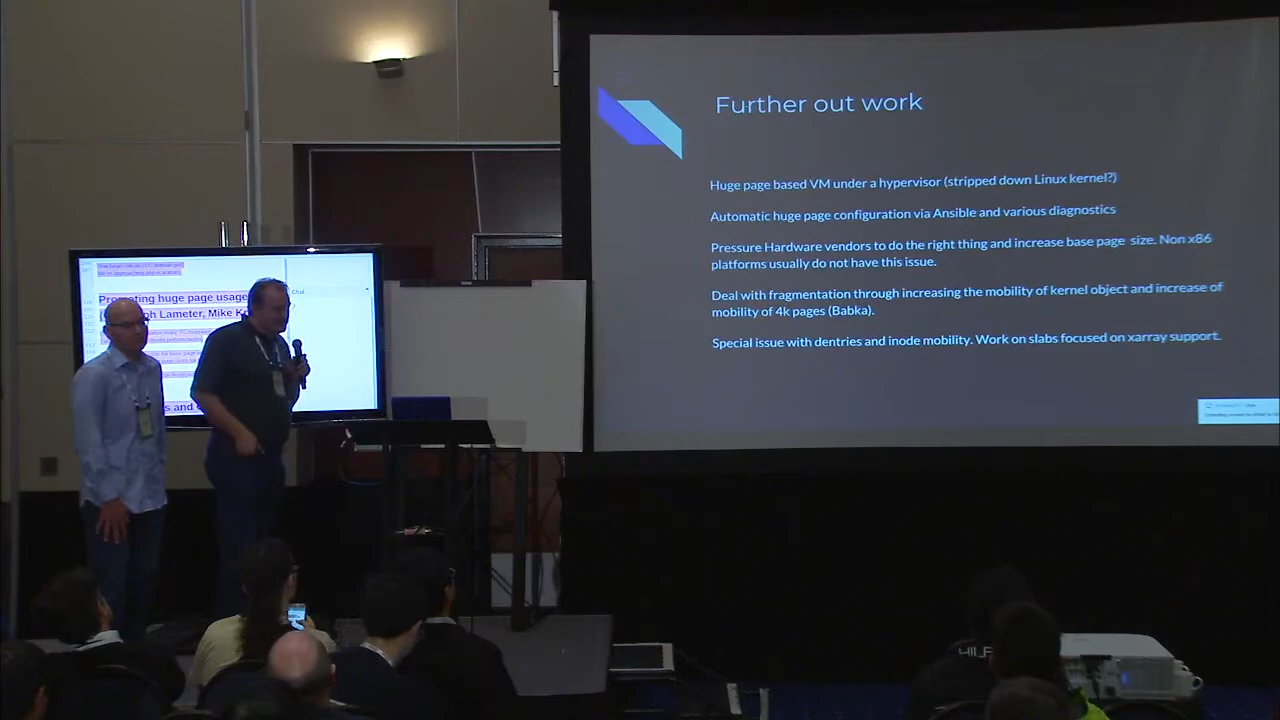 Further out work
Huge page based VM under a hypervisor (stripped down Linux kernel?)
Automatic huge page configuration via Ansible and various diagnostics
Pressure Hardware vendors to do the right thing and increase base page size. Non x86
platforms usually do not have this issue.
Deal with fragmentation through increasing the mobility of kernel object and increase of
mobility of 4k pages (Babka).
Special issue with dentries and inode mobility. Work on slabs focused on xarray support.
huge page usage
Lameter, Mike
Chat
s and